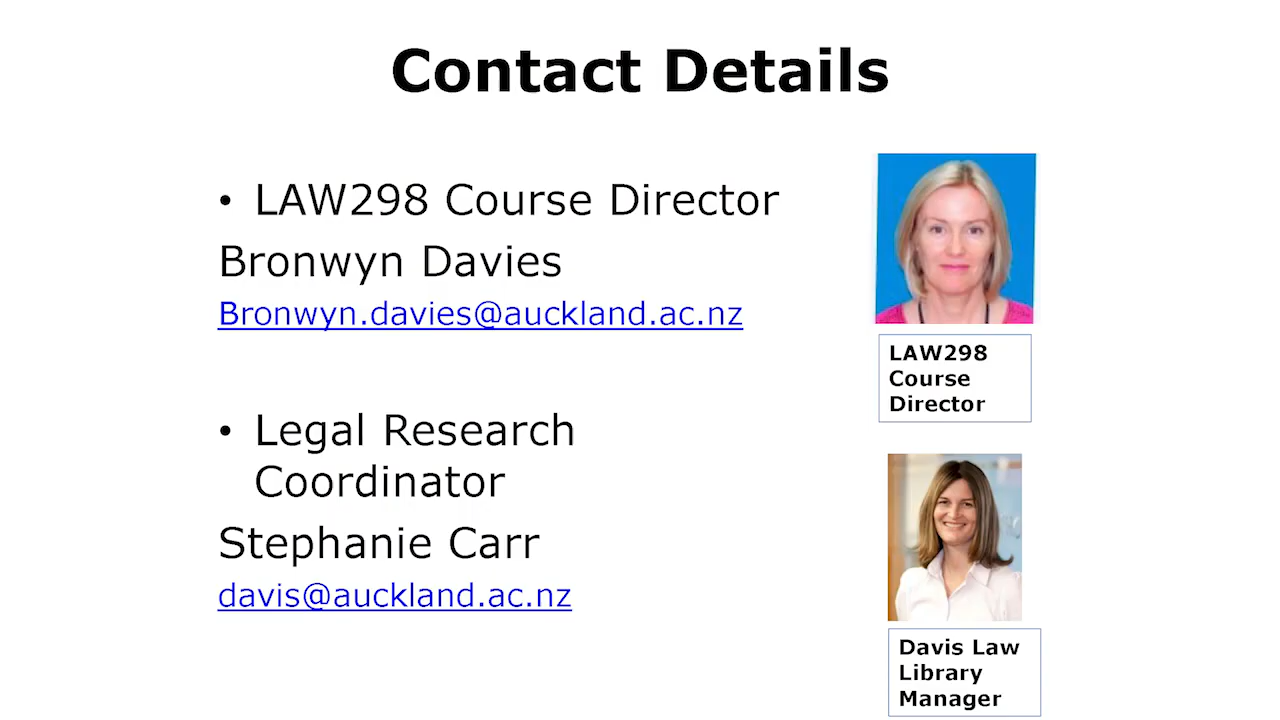 Contact Details
• LAW298 Course Director
Bronwyn Davies
Bronwyn.davies@auckland.ac.nz
LAW298
Course
Director
• Legal Research
Coordinator
Stephanie Carr
davis@auckland.ac.nz
Davis Law
Library
Manager